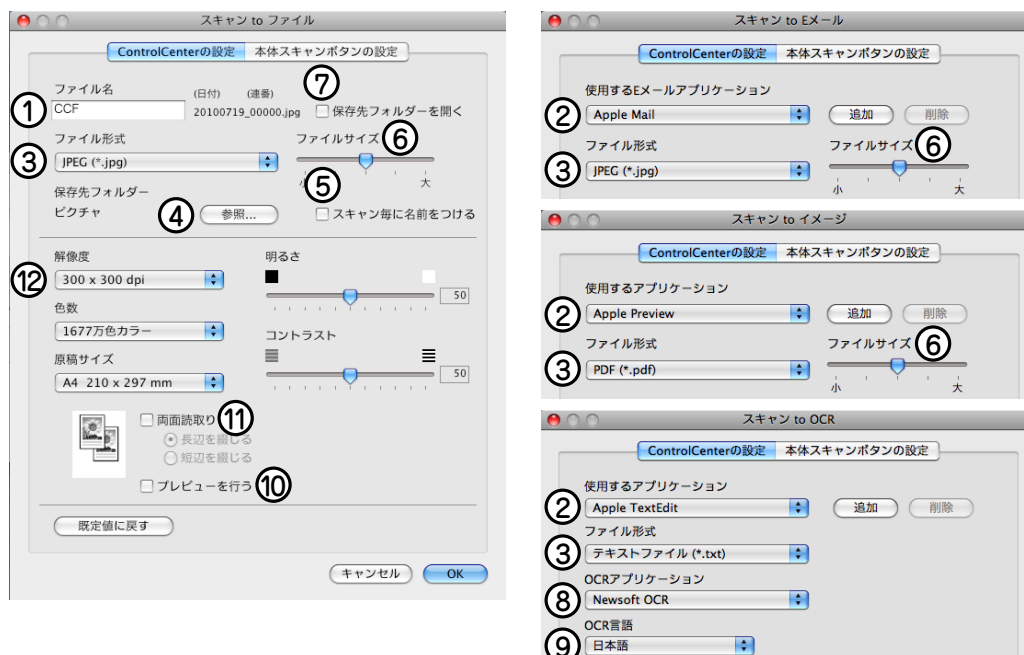 スキャン to ファイル
ControlCenterの設定 本体スキャンボタンの設定
⑦
ファイル名 (日付) (連番)
① CCF 20100719_00000.jpg 保存先フォルダーを開く
ファイル形式 ファイルサイズ ⑥
③ JPEG (*.jpg)
小 ⑤ 大
保存先フォルダー
ピクチャ ④ 参照... スキャン毎に名前をつける
解像度 明るさ
⑫ 300 x 300 dpi
50
色数
1677万色カラー コントラスト
原稿サイズ
A4 210 x 297 mm 50
両面読取り ⑪
長辺を綴じる
短辺を綴じる
プレビューを行う ⑩
既定値に戻す
キャンセル OK
スキャン to Eメール
ControlCenterの設定 本体スキャンボタンの設定
使用するEメールアプリケーション
② Apple Mail 追加 削除
ファイル形式 ファイルサイズ ⑥
③ JPEG (*.jpg)
小 大
スキャン to イメージ
ControlCenterの設定 本体スキャンボタンの設定
使用するアプリケーション
② Apple Preview 追加 削除
ファイル形式 ファイルサイズ ⑥
③ PDF (*.pdf)
小 大
スキャン to OCR
ControlCenterの設定 本体スキャンボタンの設定
使用するアプリケーション
② Apple TextEdit 追加 削除
ファイル形式
③ テキストファイル (*.txt)
OCRアプリケーション
⑧ Newsoft OCR
OCR言語
⑨ 日本語